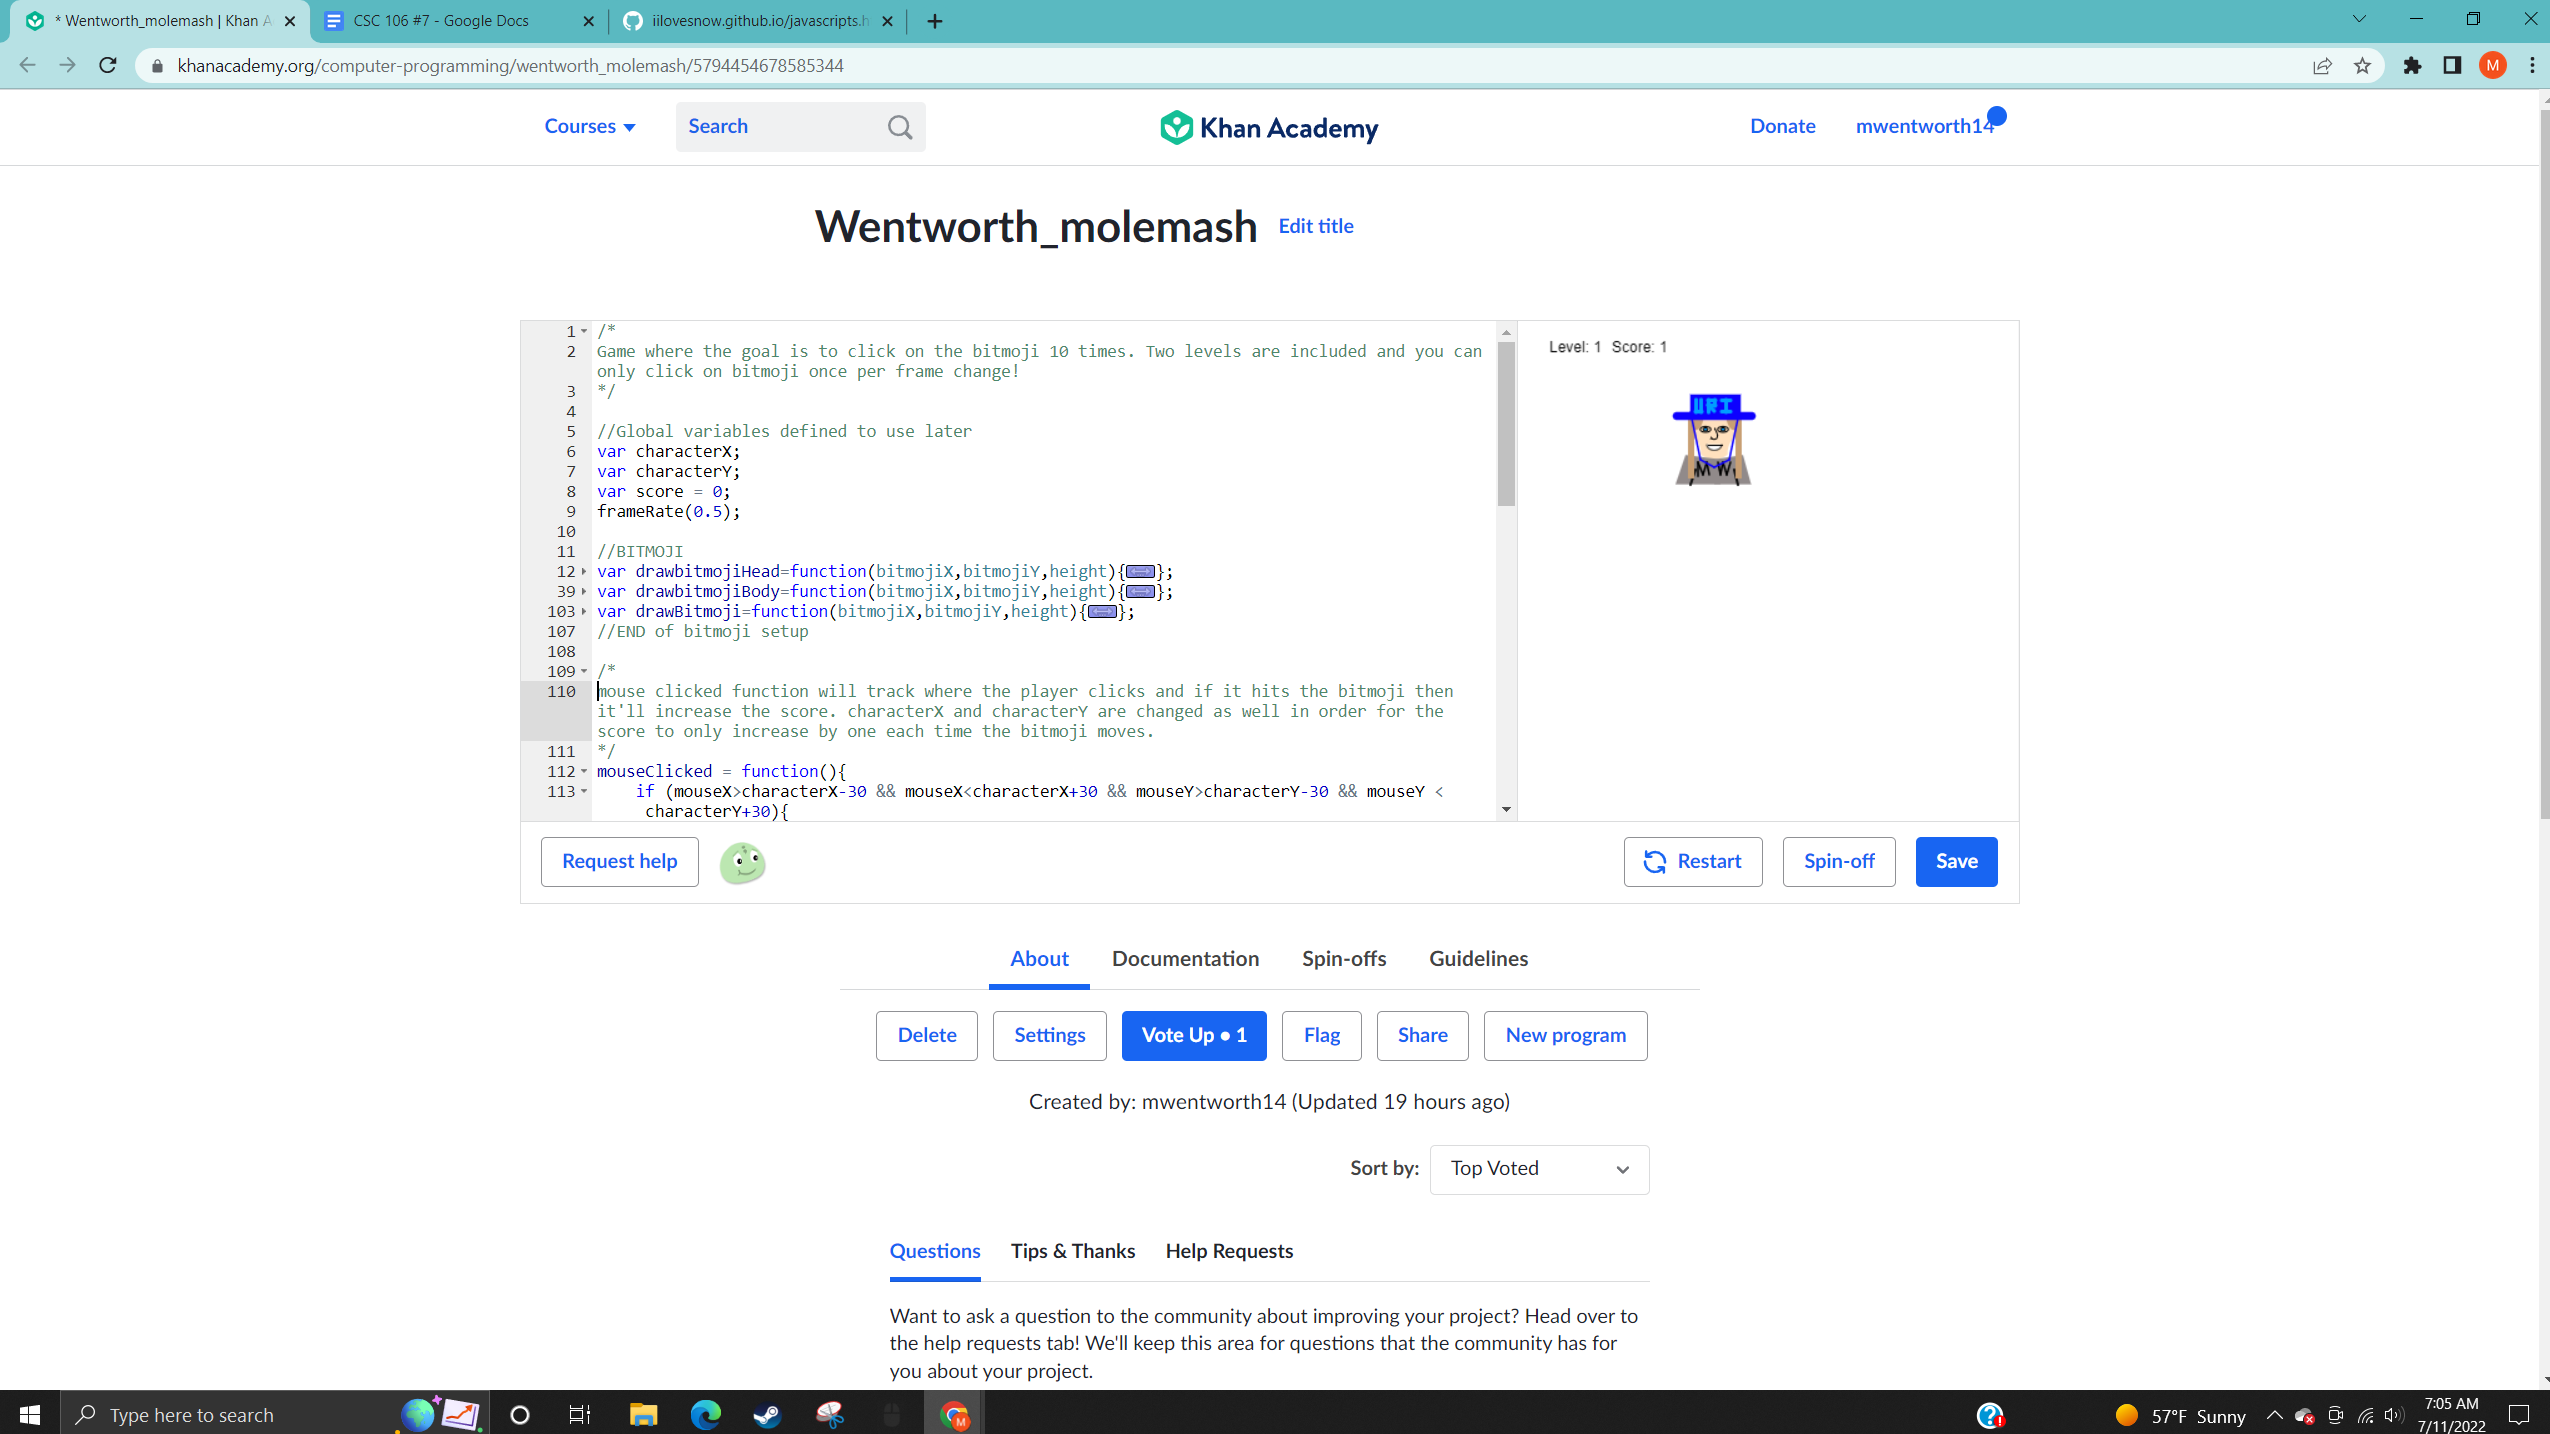 * Wentworth_molemash | Khan A
CSC 106 #7 - Google Docs
iilovesnow.github.io/javascripts.h
khanacademy.org/computer-programming/wentworth_molemash/5794454678585344
M
Courses
Search
Khan Academy
Donate
mwentworth14
Wentworth_molemash
Edit title
1 /*
2 Game where the goal is to click on the bitmoji 10 times. Two levels are included and you can
only click on bitmoji once per frame change!
3 */
4
5 //Global variables defined to use later
6 var characterX;
7 var characterY;
8 var score = 0;
9 frameRate(0.5);
10
11 //BITMOJI
12 var drawbitmojiHead=function(bitmojiX,bitmojiY,height){};
39 var drawbitmojiBody=function(bitmojiX,bitmojiY,height){};
103 var drawBitmoji=function(bitmojiX,bitmojiY,height){};
107 //END of bitmoji setup
108
109 /*
110 mouse clicked function will track where the player clicks and if it hits the bitmoji then
it'll increase the score. characterX and characterY are changed as well in order for the
score to only increase by one each time the bitmoji moves.
111 */
112 mouseClicked = function(){
113 if (mouseX>characterX-30 && mouseX<characterX+30 && mouseY>characterY-30 && mouseY <
characterY+30){
Level: 1 Score: 1
URI
MW
Request help
Restart
Spin-off
Save
About
Documentation
Spin-offs
Guidelines
Delete
Settings
Vote Up • 1
Flag
Share
New program
Created by: mwentworth14 (Updated 19 hours ago)
Sort by:
Top Voted
Questions
Tips & Thanks
Help Requests
Want to ask a question to the community about improving your project? Head over to
the help requests tab! We'll keep this area for questions that the community has for
you about your project.
Type here to search
M
57°F Sunny
7:05 AM
7/11/2022